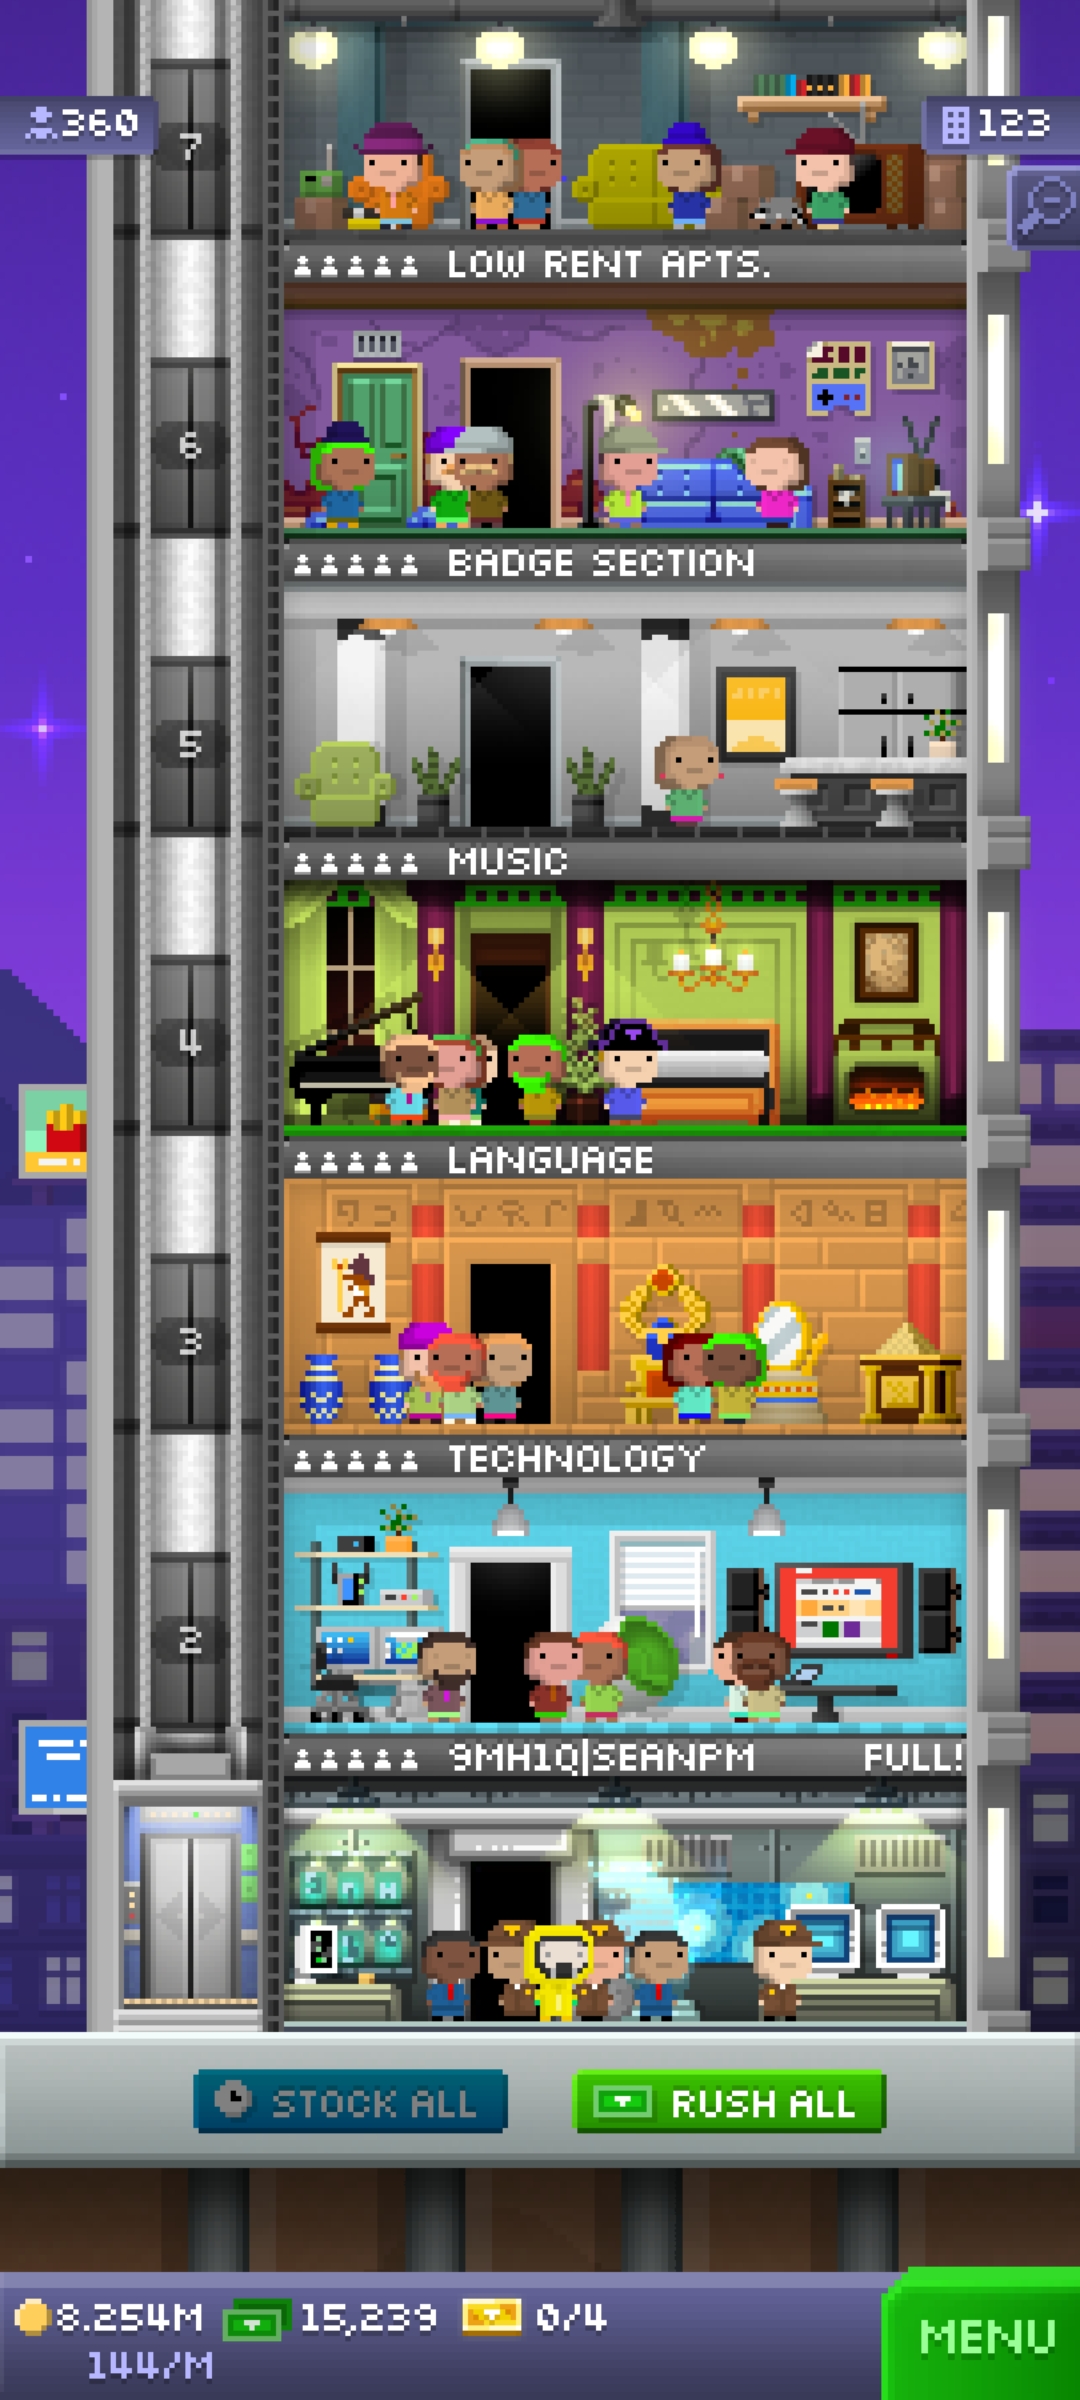 360
123
7
LOW RENT APTS.
6
BADGE SECTION
5
MUSIC
4
LANGUAGE
3
TECHNOLOGY
2
9MH1Q|SEANPM FULL!
STOCK ALL
RUSH ALL
8.254M 15,239 0/4
144/M
MENU